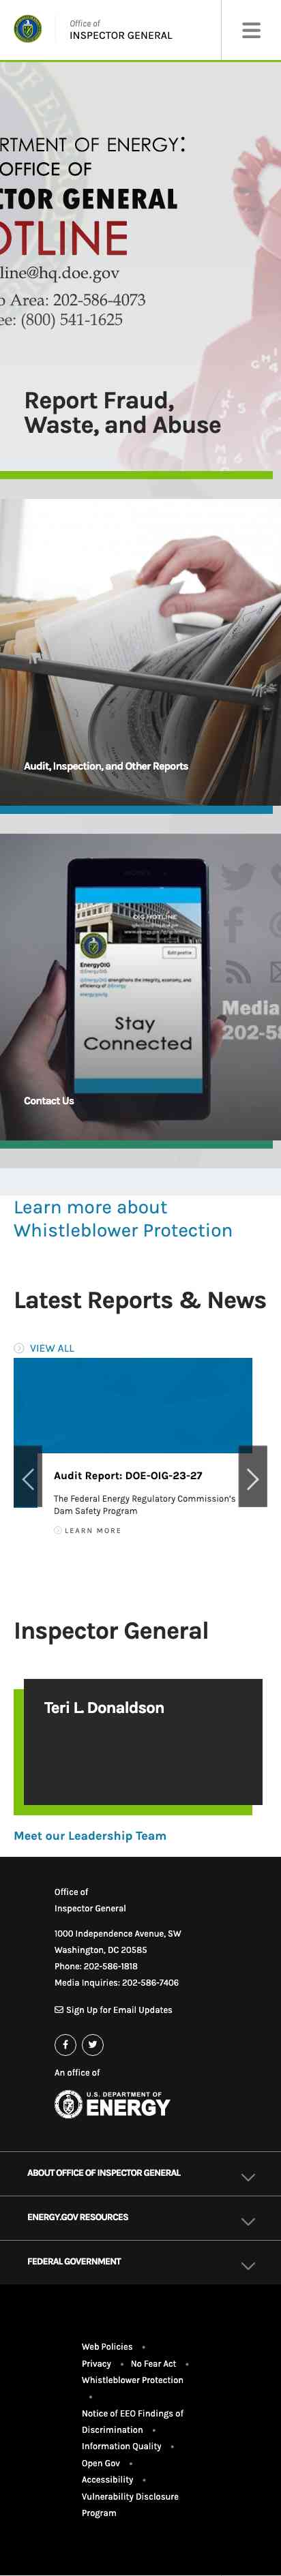 Office of
INSPECTOR GENERAL
RTMENT OF ENERGY:
OFFICE OF
TOR GENERAL
OTLINE
line@hq.doe.gov
Area: 202-586-4073
ee: (800) 541-1625
Report Fraud,
Waste, and Abuse
Audit, Inspection, and Other Reports
OIG HOTLINE
Edit profile
EnergyOIG
Stay
Connected
Media
202-58
Contact Us
Learn more about
Whistleblower Protection
Latest Reports & News
VIEW ALL
Audit Report: DOE-OIG-23-27
The Federal Energy Regulatory Commission's
Dam Safety Program
LEARN MORE
Inspector General
Teri L. Donaldson
Meet our Leadership Team
Office of
Inspector General
1000 Independence Avenue, SW
Washington, DC 20585
Phone: 202-586-1818
Media Inquiries: 202-586-7406
Sign Up for Email Updates
An office of
U.S. DEPARTMENT OF
ENERGY
ABOUT OFFICE OF INSPECTOR GENERAL
ENERGY.GOV RESOURCES
FEDERAL GOVERNMENT
Web Policies •
Privacy • No Fear Act •
Whistleblower Protection
•
Notice of EEO Findings of
Discrimination •
Information Quality •
Open Gov •
Accessibility •
Vulnerability Disclosure
Program